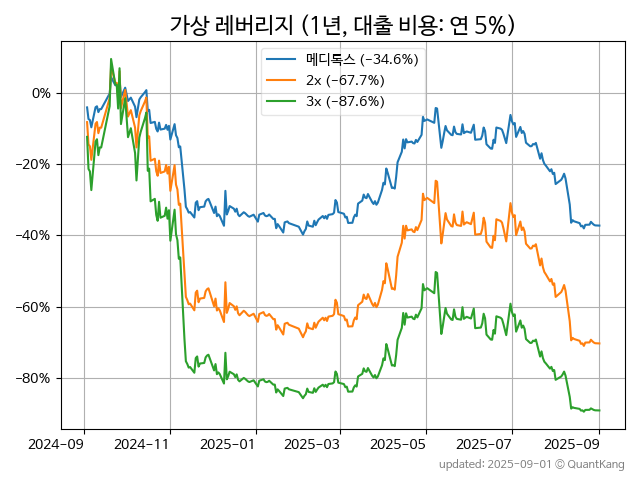 가상 레버리지 (1년, 대출 비용: 연 5%)
메디톡스 (−34.6%)
2x (−67.7%)
3x (−87.6%)
0%
−20%
−40%
−60%
−80%
2024-09 2024-11 2025-01 2025-03 2025-05 2025-07 2025-09
updated: 2025-09-01 © QuantKang